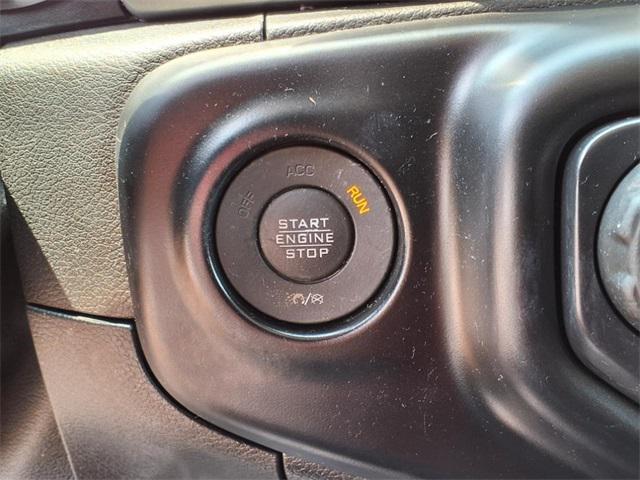 ACC
OFF
RUN
START
ENGINE
STOP